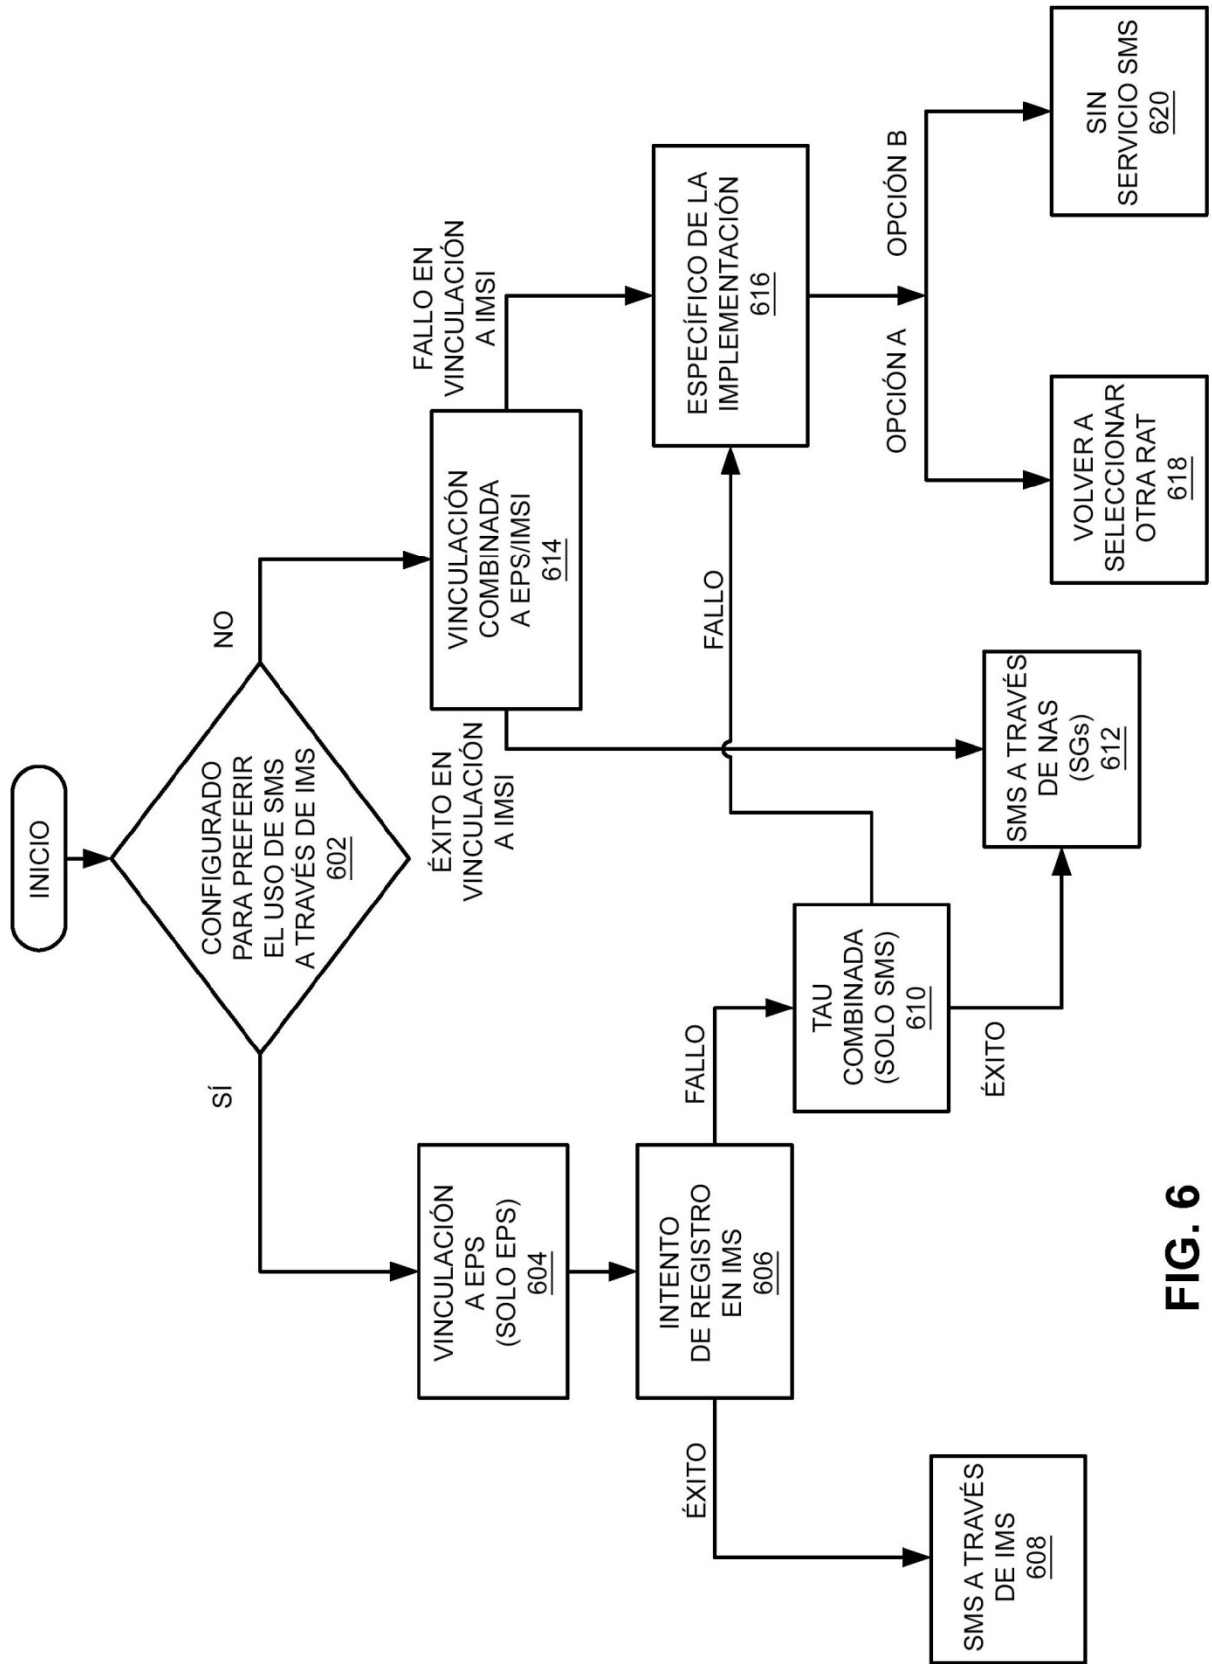 INICIO
CONFIGURADO
PARA PREFERIR
EL USO DE SMS
A TRAVÉS DE IMS
602
SÍ
NO
VINCULACIÓN
A EPS
(SOLO EPS)
604
INTENTO
DE REGISTRO
EN IMS
606
ÉXITO
FALLO
SMS A TRAVÉS
DE IMS
608
TAU
COMBINADA
(SOLO SMS)
610
ÉXITO
FALLO
SMS A TRAVÉS
DE NAS
(SGs)
612
VINCULACIÓN
COMBINADA
A EPS/IMSI
614
ÉXITO EN
VINCULACIÓN
A IMSI
FALLO EN
VINCULACIÓN
A IMSI
ESPECÍFICO DE LA
IMPLEMENTACIÓN
616
OPCIÓN A
OPCIÓN B
VOLVER A
SELECCIONAR
OTRA RAT
618
SIN
SERVICIO SMS
620
FIG. 6